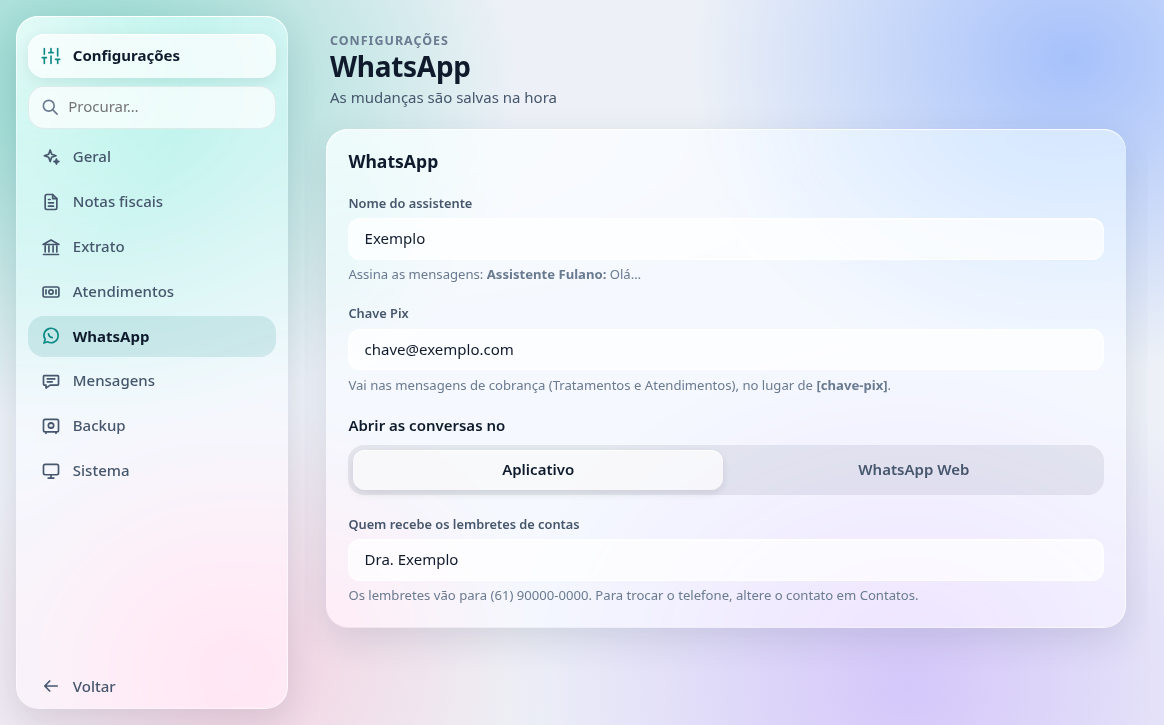 Configurações
Procurar...
Geral
Notas fiscais
Extrato
Atendimentos
WhatsApp
Mensagens
Backup
Sistema
Voltar
CONFIGURAÇÕES
WhatsApp
As mudanças são salvas na hora
WhatsApp
Nome do assistente
Exemplo
Assina as mensagens: Assistente Fulano: Olá...
Chave Pix
chave@exemplo.com
Vai nas mensagens de cobrança (Tratamentos e Atendimentos), no lugar de [chave-pix].
Abrir as conversas no
Aplicativo
WhatsApp Web
Quem recebe os lembretes de contas
Dra. Exemplo
Os lembretes vão para (61) 90000-0000. Para trocar o telefone, altere o contato em Contatos.